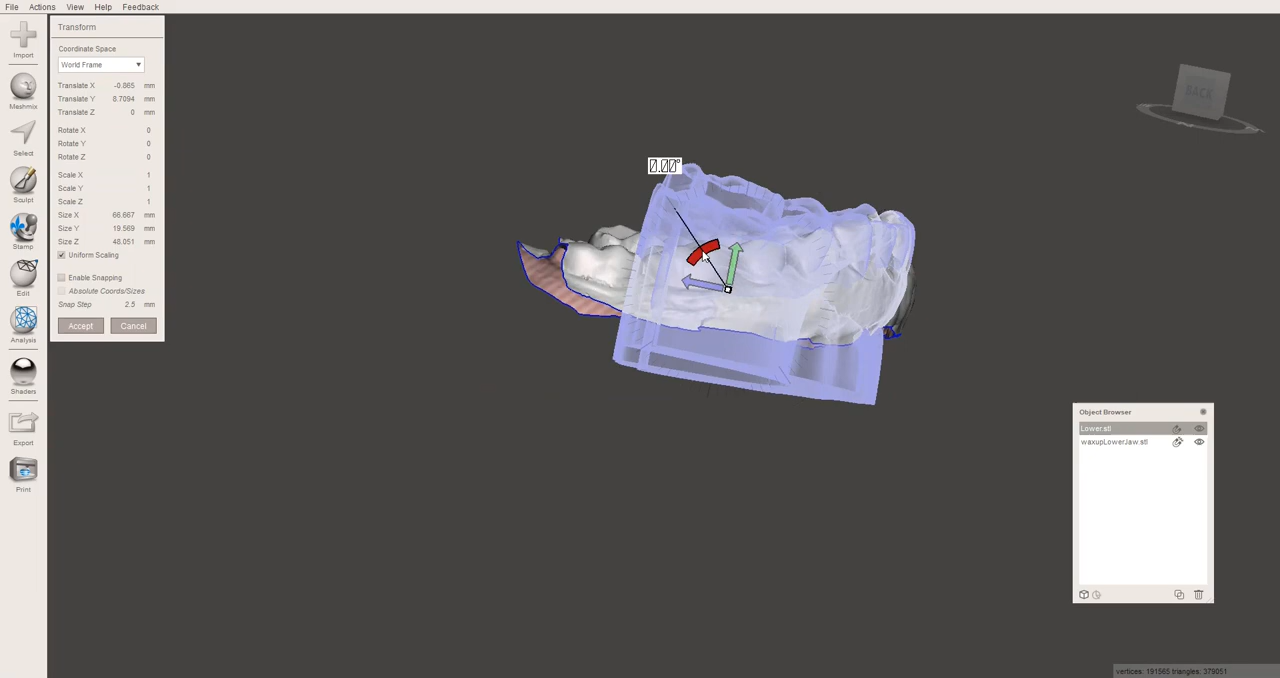 File Actions View Help Feedback
Import
Meshmix
Select
Sculpt
Stamp
Edit
Analysis
Shaders
Export
Print
Transform
Coordinate Space
World Frame
Translate X -0.865 mm
Translate Y 8.7094 mm
Translate Z 0 mm
Rotate X 0
Rotate Y 0
Rotate Z 0
Scale X 1
Scale Y 1
Scale Z 1
Size X 66.667 mm
Size Y 19.569 mm
Size Z 48.051 mm
Uniform Scaling
Enable Snapping
Absolute Coords/Sizes
Snap Step 2.5 mm
Accept Cancel
0.00°
BACK
Object Browser
Lower.stl
waxupLowerJaw.stl
vertices: 191565 triangles: 379051